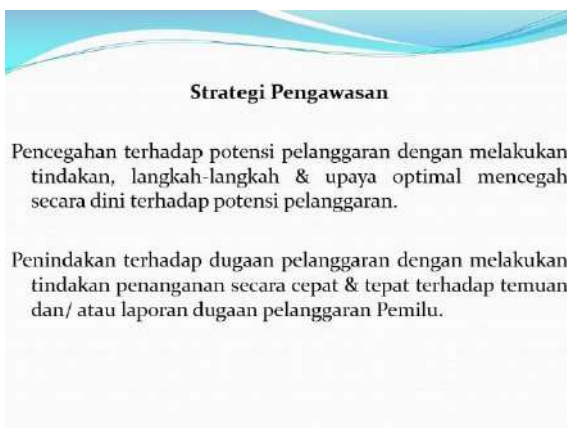 Strategi Pengawasan
Pencegahan terhadap potensi pelanggaran dengan melakukan
tindakan, langkah-langkah & upaya optimal mencegah
secara dini terhadap potensi pelanggaran.
Penindakan terhadap dugaan pelanggaran dengan melakukan
tindakan penanganan secara cepat & tepat terhadap temuan
dan/ atau laporan dugaan pelanggaran Pemilu.